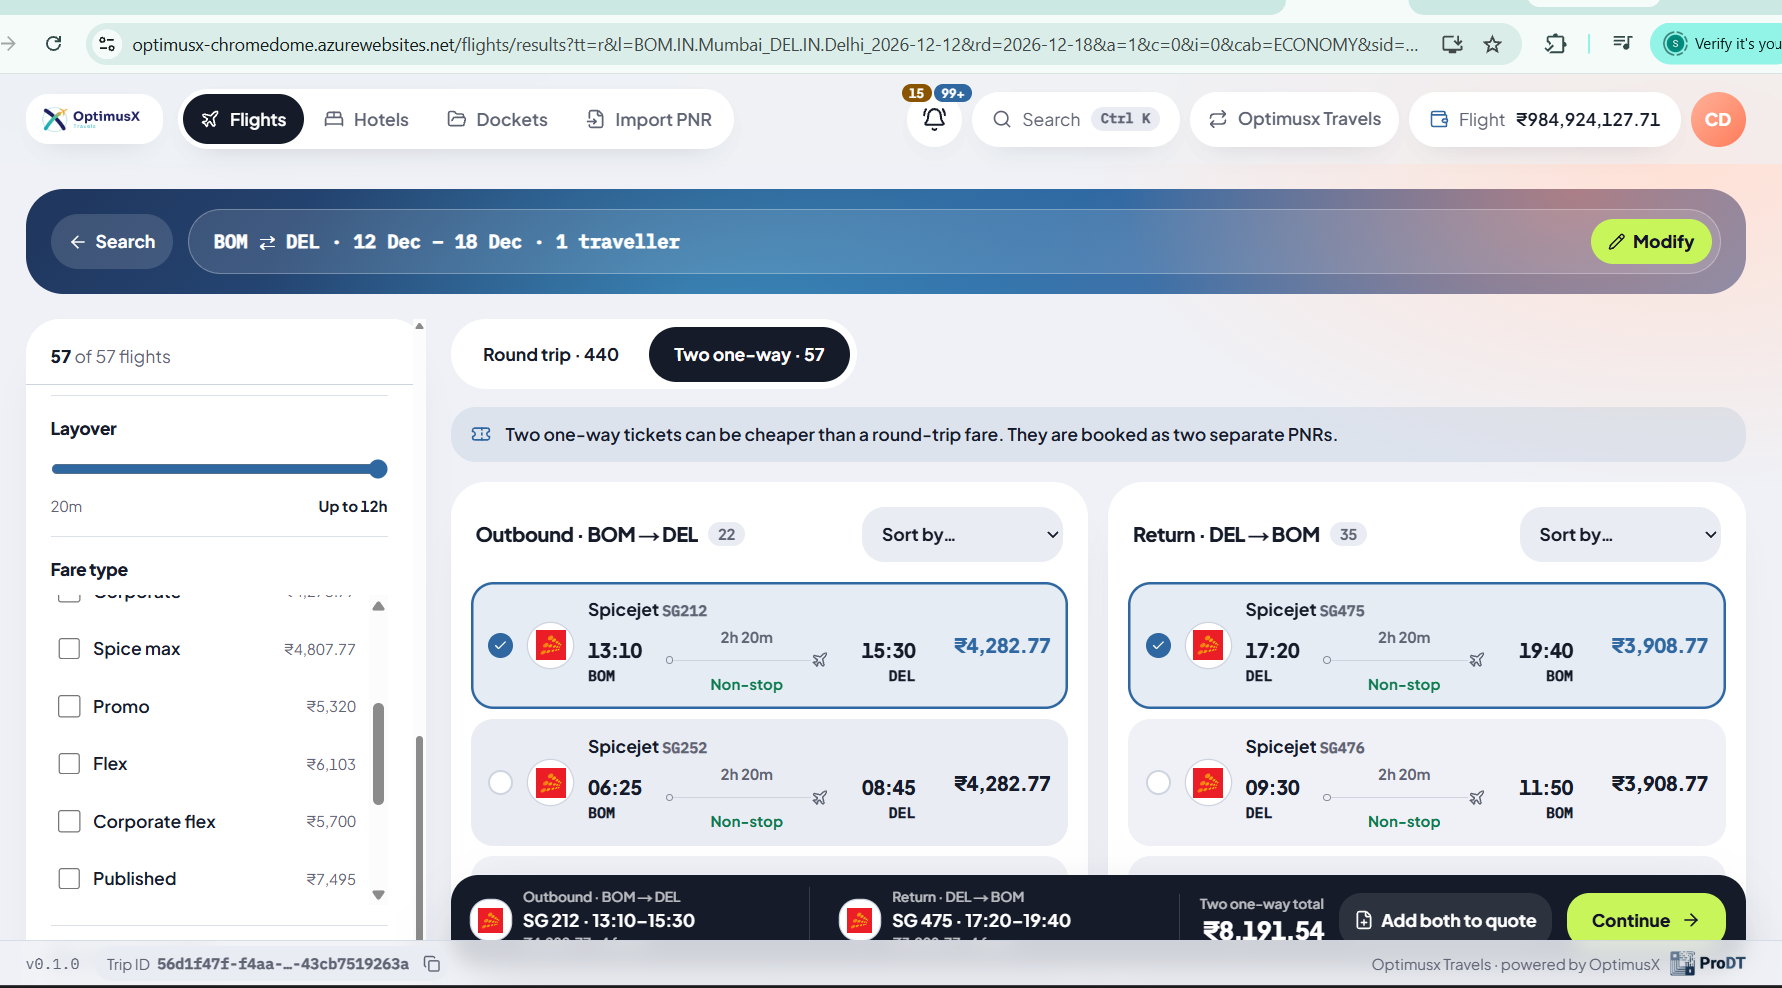 optimusx-chromedome.azurewebsites.net/flights/results?tt=r&l=BOM.IN.Mumbai_DEL.IN.Delhi_2026-12-12&rd=2026-12-18&a=1&c=0&i=0&cab=ECONOMY&sid=...
S Verify it's you
OptimusX
Travels
Flights
Hotels
Dockets
Import PNR
15
99+
Search Ctrl K
Optimusx Travels
Flight ₹984,924,127.71
CD
← Search
BOM ⇄ DEL · 12 Dec – 18 Dec · 1 traveller
Modify
57 of 57 flights
Layover
20m Up to 12h
Fare type
Corporate
Spice max ₹4,807.77
Promo ₹5,320
Flex ₹6,103
Corporate flex ₹5,700
Published ₹7,495
Round trip · 440
Two one-way · 57
Two one-way tickets can be cheaper than a round-trip fare. They are booked as two separate PNRs.
Outbound · BOM→DEL 22
Sort by...
Spicejet SG212
13:10 2h 20m 15:30 ₹4,282.77
BOM Non-stop DEL
Spicejet SG252
06:25 2h 20m 08:45 ₹4,282.77
BOM Non-stop DEL
Return · DEL→BOM 35
Sort by...
Spicejet SG475
17:20 2h 20m 19:40 ₹3,908.77
DEL Non-stop BOM
Spicejet SG476
09:30 2h 20m 11:50 ₹3,908.77
DEL Non-stop BOM
Outbound · BOM→DEL
SG 212 · 13:10–15:30
Return · DEL→BOM
SG 475 · 17:20–19:40
Two one-way total
₹8,191.54
Add both to quote
Continue →
v0.1.0 Trip ID 56d1f47f-f4aa-…-43cb7519263a
Optimusx Travels · powered by OptimusX ProDT